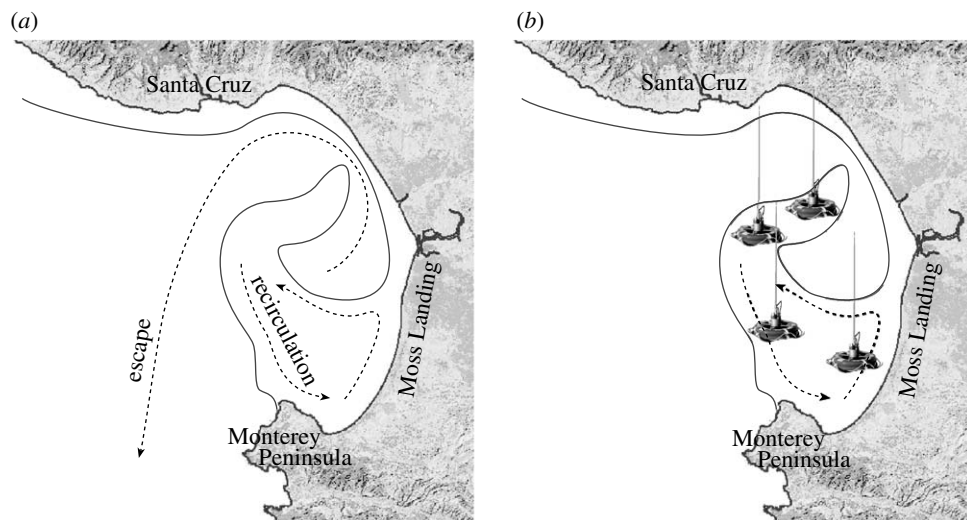 (a)
Santa Cruz
escape
recirculation
Moss Landing
Monterey
Peninsula
(b)
Santa Cruz
Moss Landing
Monterey
Peninsula